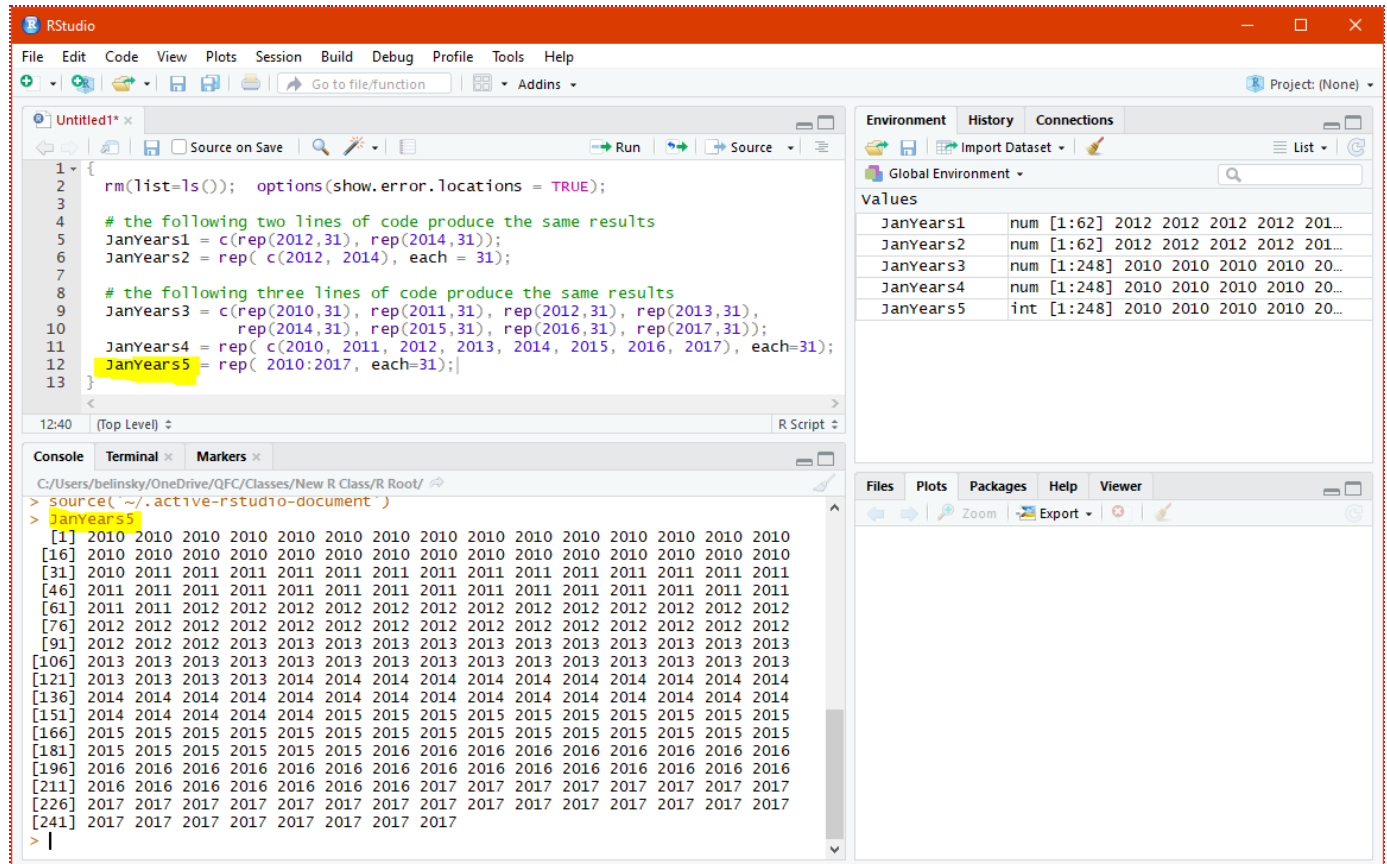 RStudio
File Edit Code View Plots Session Build Debug Profile Tools Help
Go to file/function Addins Project: (None)
Untitled1*
Source on Save Run Source
1 {
2 rm(list=ls()); options(show.error.locations = TRUE);
3
4 # the following two lines of code produce the same results
5 JanYears1 = c(rep(2012,31), rep(2014,31));
6 JanYears2 = rep( c(2012, 2014), each = 31);
7
8 # the following three lines of code produce the same results
9 JanYears3 = c(rep(2010,31), rep(2011,31), rep(2012,31), rep(2013,31),
10 rep(2014,31), rep(2015,31), rep(2016,31), rep(2017,31));
11 JanYears4 = rep( c(2010, 2011, 2012, 2013, 2014, 2015, 2016, 2017), each=31);
12 JanYears5 = rep( 2010:2017, each=31);
13 }
12:40 (Top Level) R Script
Console Terminal Markers
C:/Users/belinsky/OneDrive/QFC/Classes/New R Class/R Root/
> source('~/.active-rstudio-document')
> JanYears5
[1] 2010 2010 2010 2010 2010 2010 2010 2010 2010 2010 2010 2010 2010 2010 2010
[16] 2010 2010 2010 2010 2010 2010 2010 2010 2010 2010 2010 2010 2010 2010 2010
[31] 2010 2011 2011 2011 2011 2011 2011 2011 2011 2011 2011 2011 2011 2011 2011
[46] 2011 2011 2011 2011 2011 2011 2011 2011 2011 2011 2011 2011 2011 2011 2011
[61] 2011 2011 2012 2012 2012 2012 2012 2012 2012 2012 2012 2012 2012 2012 2012
[76] 2012 2012 2012 2012 2012 2012 2012 2012 2012 2012 2012 2012 2012 2012 2012
[91] 2012 2012 2012 2013 2013 2013 2013 2013 2013 2013 2013 2013 2013 2013 2013
[106] 2013 2013 2013 2013 2013 2013 2013 2013 2013 2013 2013 2013 2013 2013 2013
[121] 2013 2013 2013 2013 2014 2014 2014 2014 2014 2014 2014 2014 2014 2014 2014
[136] 2014 2014 2014 2014 2014 2014 2014 2014 2014 2014 2014 2014 2014 2014 2014
[151] 2014 2014 2014 2014 2014 2015 2015 2015 2015 2015 2015 2015 2015 2015 2015
[166] 2015 2015 2015 2015 2015 2015 2015 2015 2015 2015 2015 2015 2015 2015 2015
[181] 2015 2015 2015 2015 2015 2015 2016 2016 2016 2016 2016 2016 2016 2016 2016
[196] 2016 2016 2016 2016 2016 2016 2016 2016 2016 2016 2016 2016 2016 2016 2016
[211] 2016 2016 2016 2016 2016 2016 2016 2017 2017 2017 2017 2017 2017 2017 2017
[226] 2017 2017 2017 2017 2017 2017 2017 2017 2017 2017 2017 2017 2017 2017 2017
[241] 2017 2017 2017 2017 2017 2017 2017 2017
>
Environment History Connections
Import Dataset List
Global Environment
Values
JanYears1 num [1:62] 2012 2012 2012 2012 201…
JanYears2 num [1:62] 2012 2012 2012 2012 201…
JanYears3 num [1:248] 2010 2010 2010 2010 20…
JanYears4 num [1:248] 2010 2010 2010 2010 20…
JanYears5 int [1:248] 2010 2010 2010 2010 20…
Files Plots Packages Help Viewer
Zoom Export